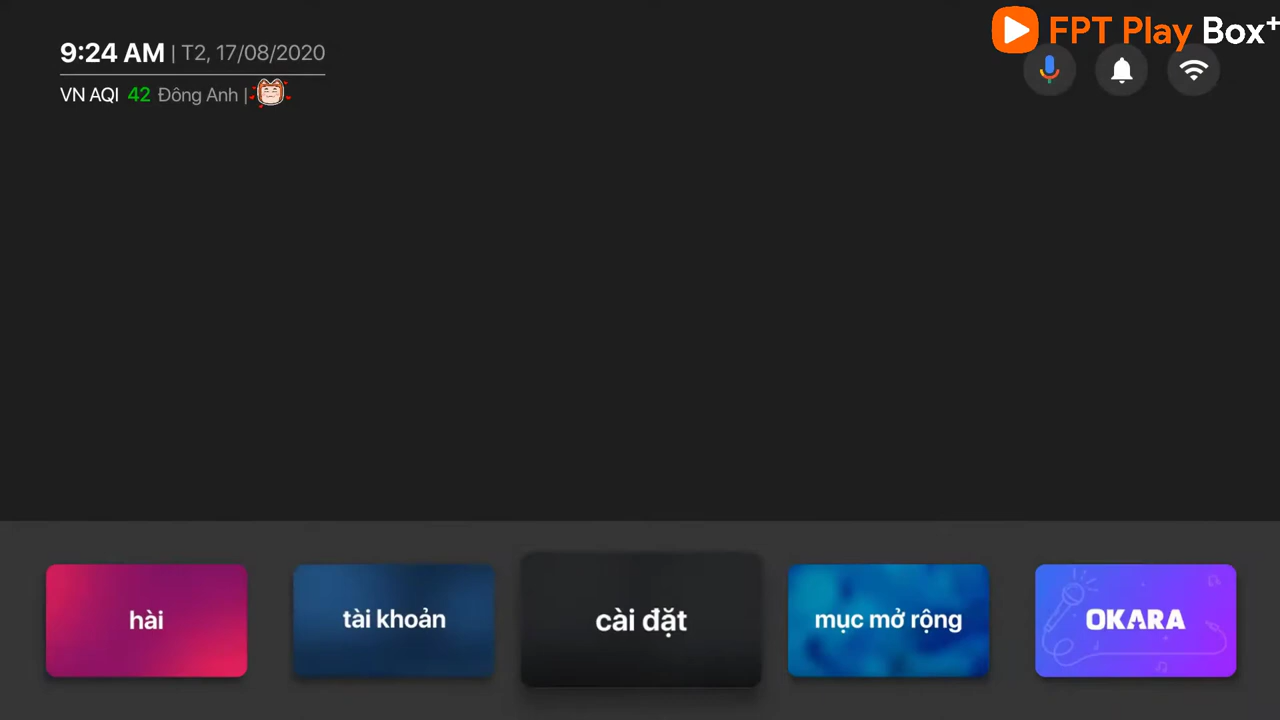 FPT Play Box+
9:24 AM | T2, 17/08/2020
VN AQI 42 Đông Anh |
hài
tài khoản
cài đặt
mục mở rộng
OKARA